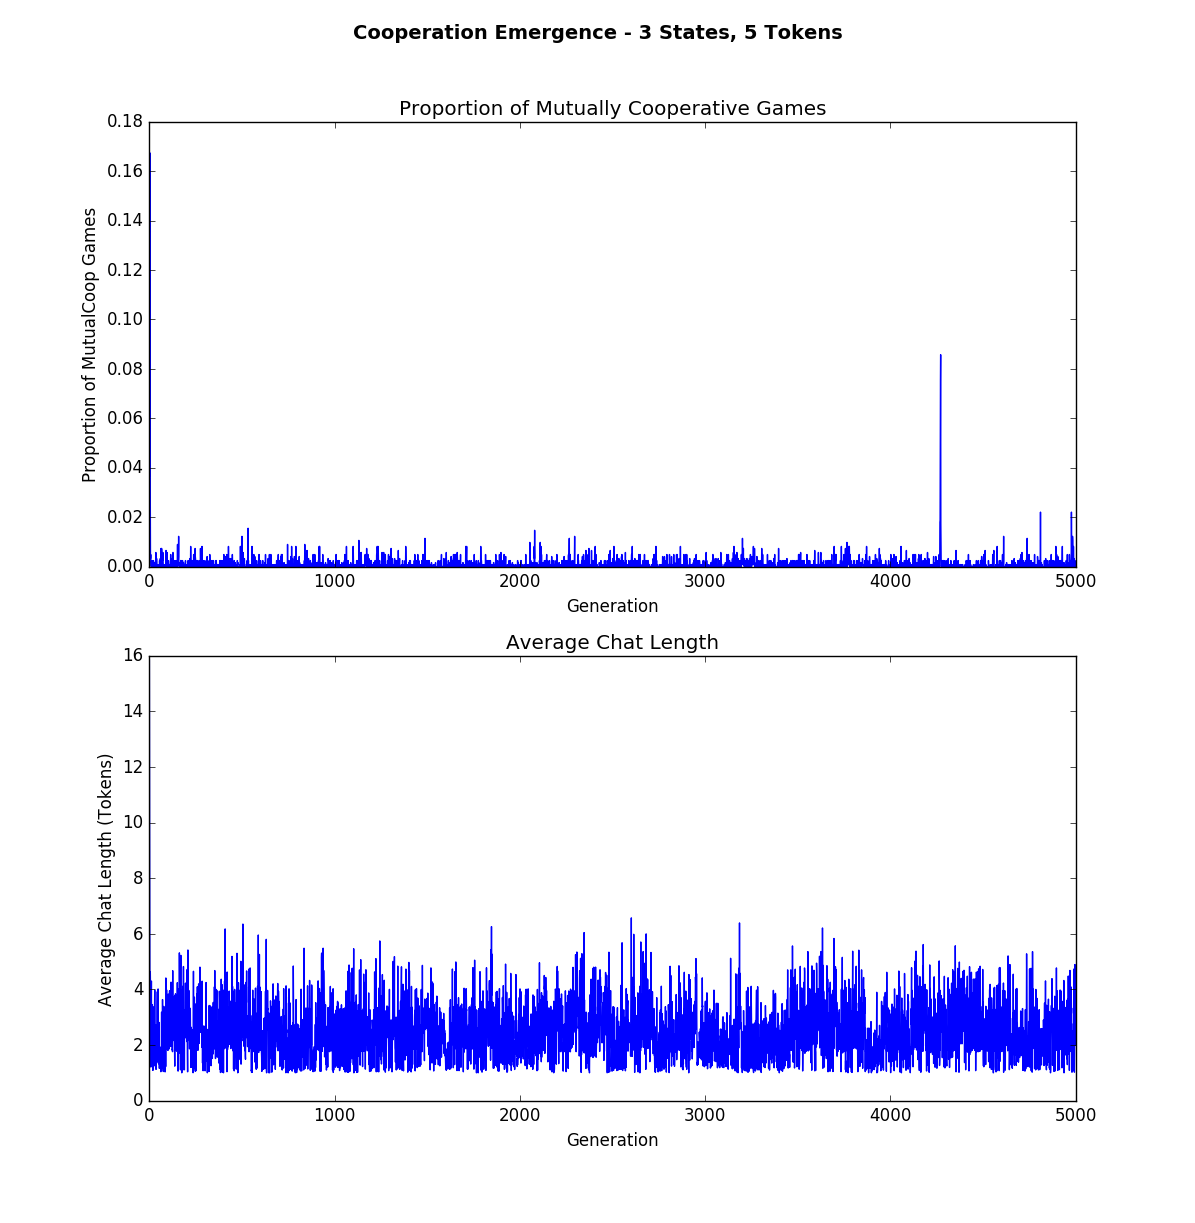 Cooperation Emergence - 3 States, 5 Tokens
Proportion of Mutually Cooperative Games
0.18
0.16
0.14
0.12
0.10
0.08
0.06
0.04
0.02
0.00
Proportion of MutualCoop Games
0 1000 2000 3000 4000 5000
Generation
Average Chat Length
16
14
12
10
8
6
4
2
0
Average Chat Length (Tokens)
0 1000 2000 3000 4000 5000
Generation